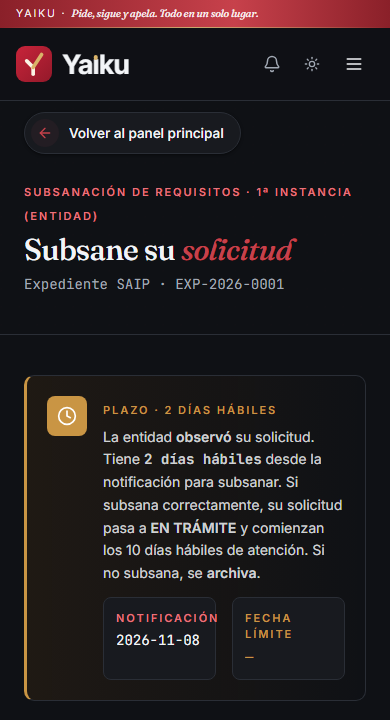 YAIKU · Pide, sigue y apela. Todo en un solo lugar.
Yaiku
Volver al panel principal
SUBSANACIÓN DE REQUISITOS · 1ª INSTANCIA
(ENTIDAD)
Subsane su solicitud
Expediente SAIP · EXP-2026-0001
PLAZO · 2 DÍAS HÁBILES
La entidad observó su solicitud.
Tiene 2 días hábiles desde la
notificación para subsanar. Si
subsana correctamente, su solicitud
pasa a EN TRÁMITE y comienzan
los 10 días hábiles de atención. Si
no subsana, se archiva.
NOTIFICACIÓN
2026-11-08
FECHA
LÍMITE
—